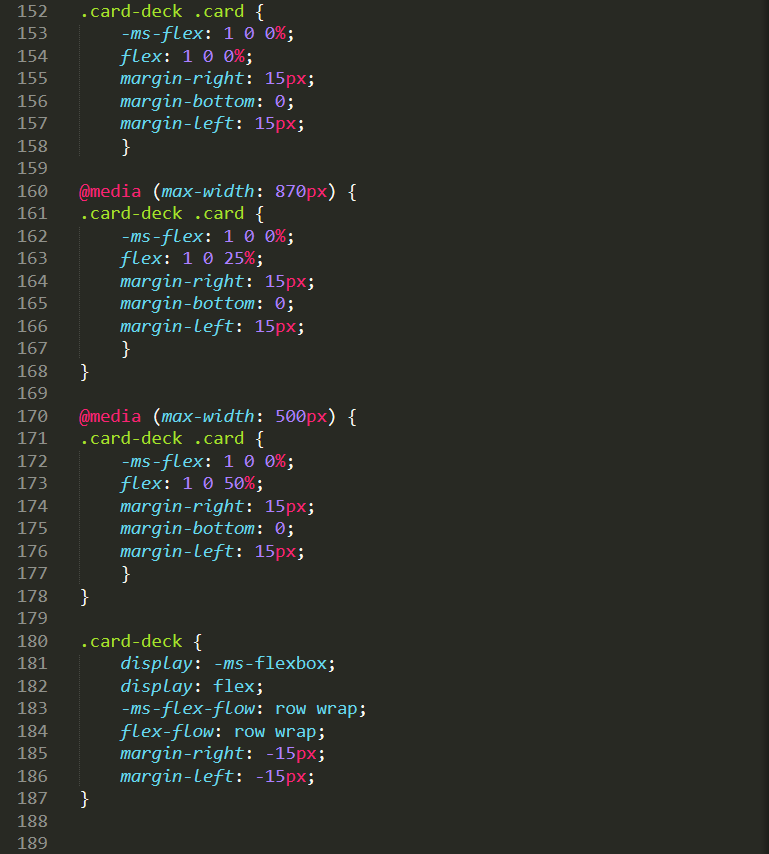 152 .card-deck .card {
153     -ms-flex: 1 0 0%;
154     flex: 1 0 0%;
155     margin-right: 15px;
156     margin-bottom: 0;
157     margin-left: 15px;
158     }
159
160 @media (max-width: 870px) {
161 .card-deck .card {
162     -ms-flex: 1 0 0%;
163     flex: 1 0 25%;
164     margin-right: 15px;
165     margin-bottom: 0;
166     margin-left: 15px;
167     }
168 }
169
170 @media (max-width: 500px) {
171 .card-deck .card {
172     -ms-flex: 1 0 0%;
173     flex: 1 0 50%;
174     margin-right: 15px;
175     margin-bottom: 0;
176     margin-left: 15px;
177     }
178 }
179
180 .card-deck {
181     display: -ms-flexbox;
182     display: flex;
183     -ms-flex-flow: row wrap;
184     flex-flow: row wrap;
185     margin-right: -15px;
186     margin-left: -15px;
187 }
188
189